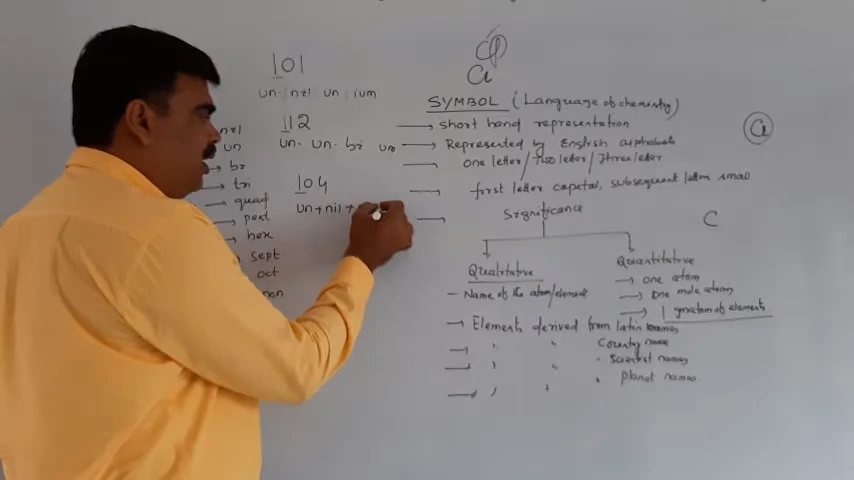 101
un. nil un. ium
112
un. un. bi um
104
un+nil+
nil
un
→ bi
→ tri
→ quad
→ pent
→ hex
→ sept
oct
non
Cl
SYMBOL (Language of chemistry)
→ short hand representation
→ Represented by English alphabets
→ one letter/Two letter/Three letter
→ first letter capital, subsequent letter small
→ Significance
C
Qualitative
- Name of the atom/element
Quantitative
→ one atom
→ One mole atoms
→ 1 gmatom of elements
→ Elements derived from latin names
→ " " Country name
→ " " Scientist names
→ " " planet names.
→ " "